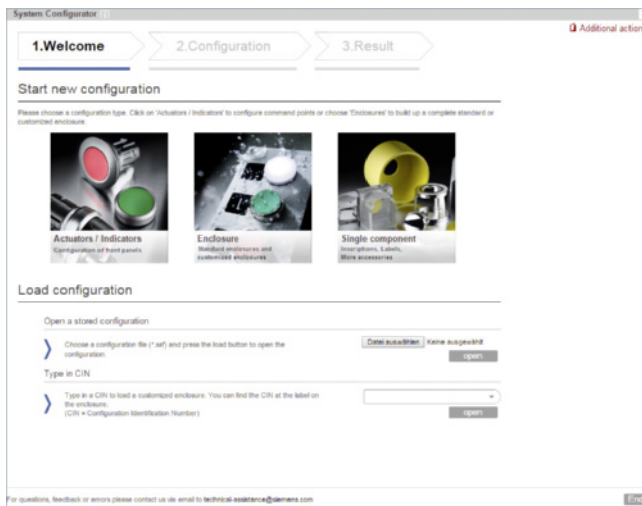 System Configurator
Additional action
1.Welcome
2.Configuration
3.Result
Start new configuration
Please choose a configuration type. Click on 'Actuators / Indicators' to configure command points or choose 'Enclosures' to build up a complete standard or
customized enclosure.
Actuators / Indicators
Configuration of front panels
Enclosure
Standard enclosures and
customized enclosures
Single component
Inscriptions, Labels,
More accessories
Load configuration
Open a stored configuration
Choose a configuration file (*.sef) and press the load button to open the
configuration.
Datei auswählen Keine ausgewählt
open
Type in CIN
Type in a CIN to load a customized enclosure. You can find the CIN at the label on
the enclosure.
(CIN = Configuration Identification Number)
open
For questions, feedback or errors please contact us via email to technical-assistance@siemens.com
End